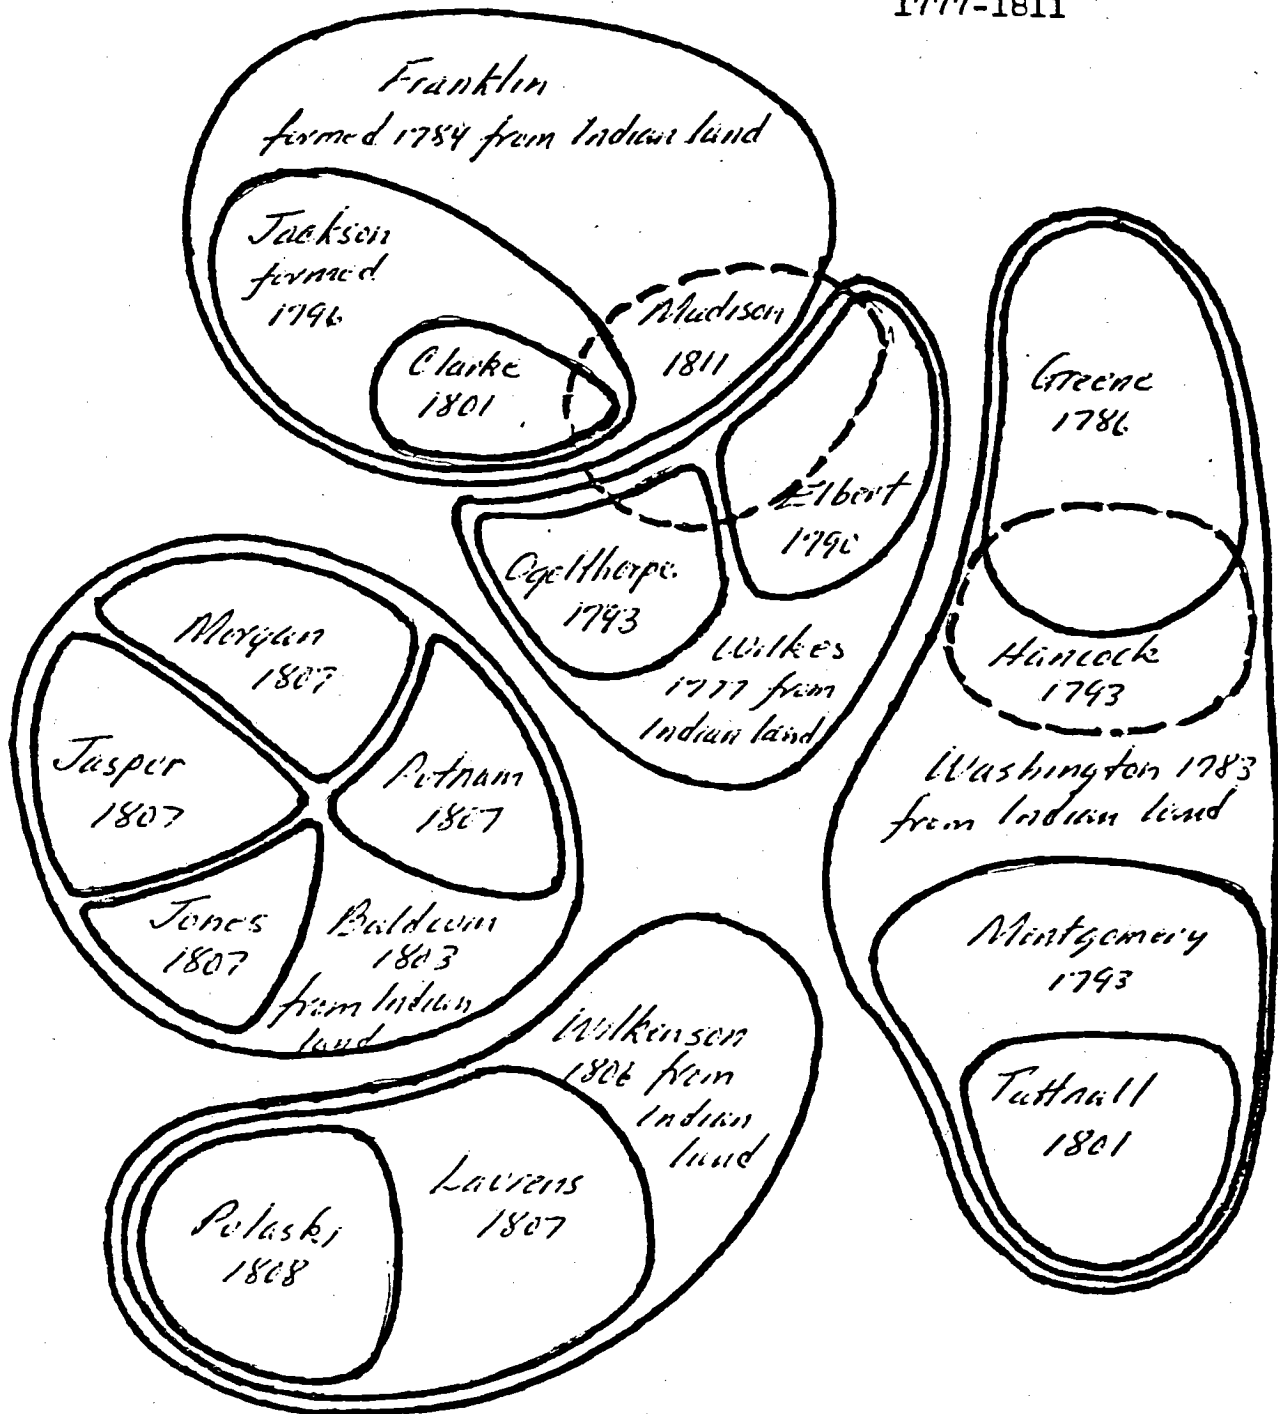 1777-1811
Franklin
formed 1784 from Indian land
Jackson
formed
1796
Clarke
1801
Madison
1811
Greene
1786
Elbert
1790
Ogelthorpe
1793
Wilkes
1777 from
Indian land
Hancock
1793
Washington 1783
from Indian land
Morgan
1807
Jasper
1807
Putnam
1807
Jones
1807
Baldwin
1803
from Indian
land
Montgomery
1793
Tattnall
1801
Wilkenson
1806 from
Indian
land
Laurens
1807
Pulaski
1808